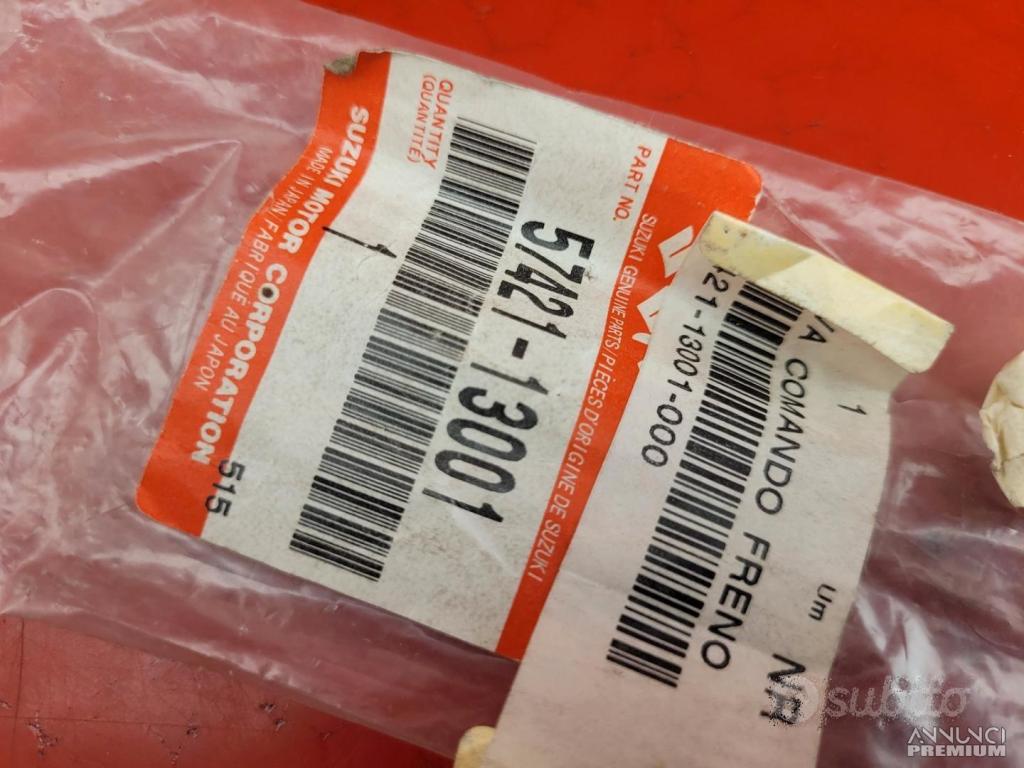 PART NO.
SUZUKI GENUINE PARTS / PIÈCES D'ORIGINE DE SUZUKI
57421-13001
QUANTITY
(QUANTITÉ)
1
515
SUZUKI MOTOR CORPORATION
MADE IN JAPAN / FABRIQUÉ AU JAPON
21-13001-000
COMANDO FRENO
1
Um
subito
ANNUNCI
PREMIUM